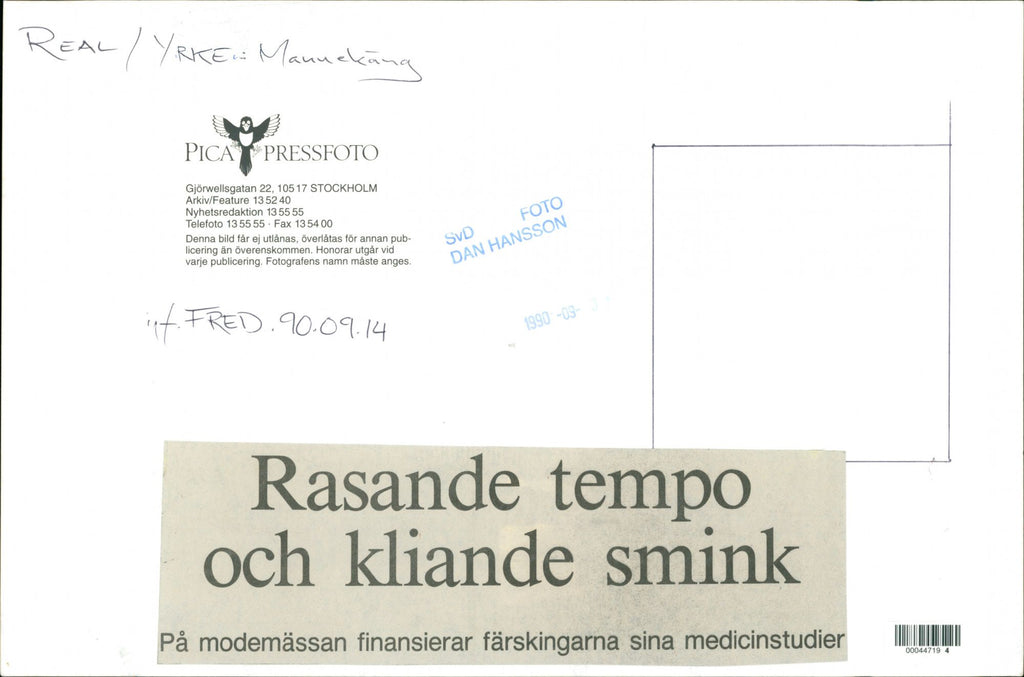 REAL / YRKE: Mannekäng
PICA PRESSFOTO
Gjörwellsgatan 22, 105 17 STOCKHOLM
Arkiv/Feature 13 52 40
Nyhetsredaktion 13 55 55
Telefoto 13 55 55 · Fax 13 54 00
Denna bild får ej utlånas, överlåtas för annan pub-
licering än överenskommen. Honorar utgår vid
varje publicering. Fotografens namn måste anges.
SvD FOTO
DAN HANSSON
inf. FRED. 90.09.14
1990 -09-
Rasande tempo
och kliande smink
På modemässan finansierar färskingarna sina medicinstudier
00044719 4